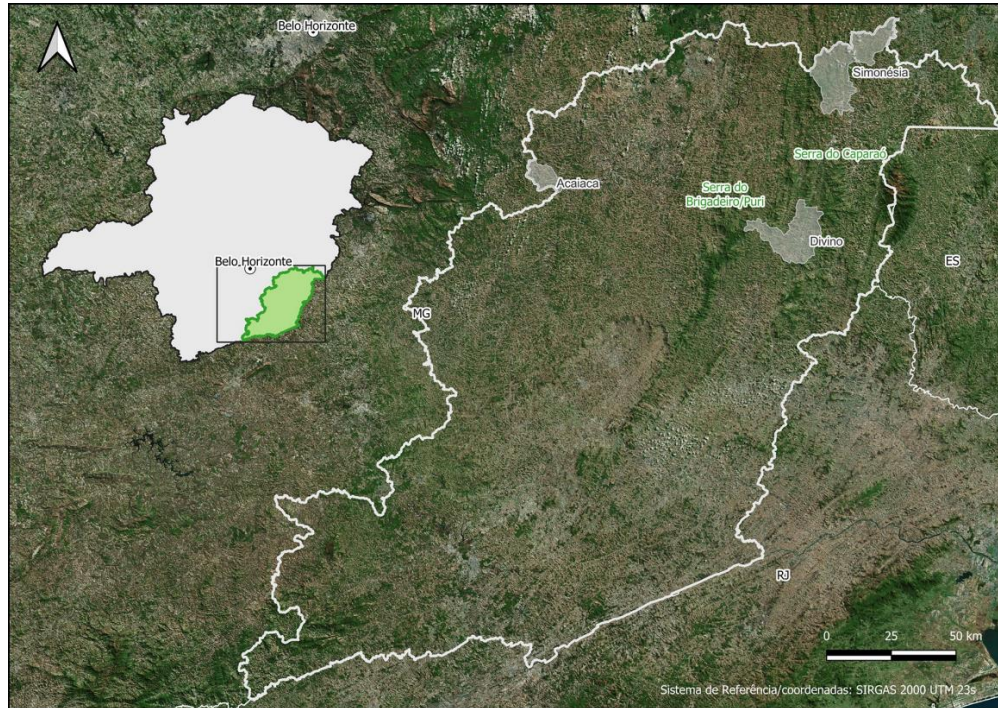 Belo Horizonte
Simonésia
Serra do Caparaó
Acaiaca
Serra do
Brigadeiro/Puri
Divino
Belo Horizonte
ES
MG
RJ
0 25 50 km
Sistema de Referência/coordenadas: SIRGAS 2000 UTM 23s